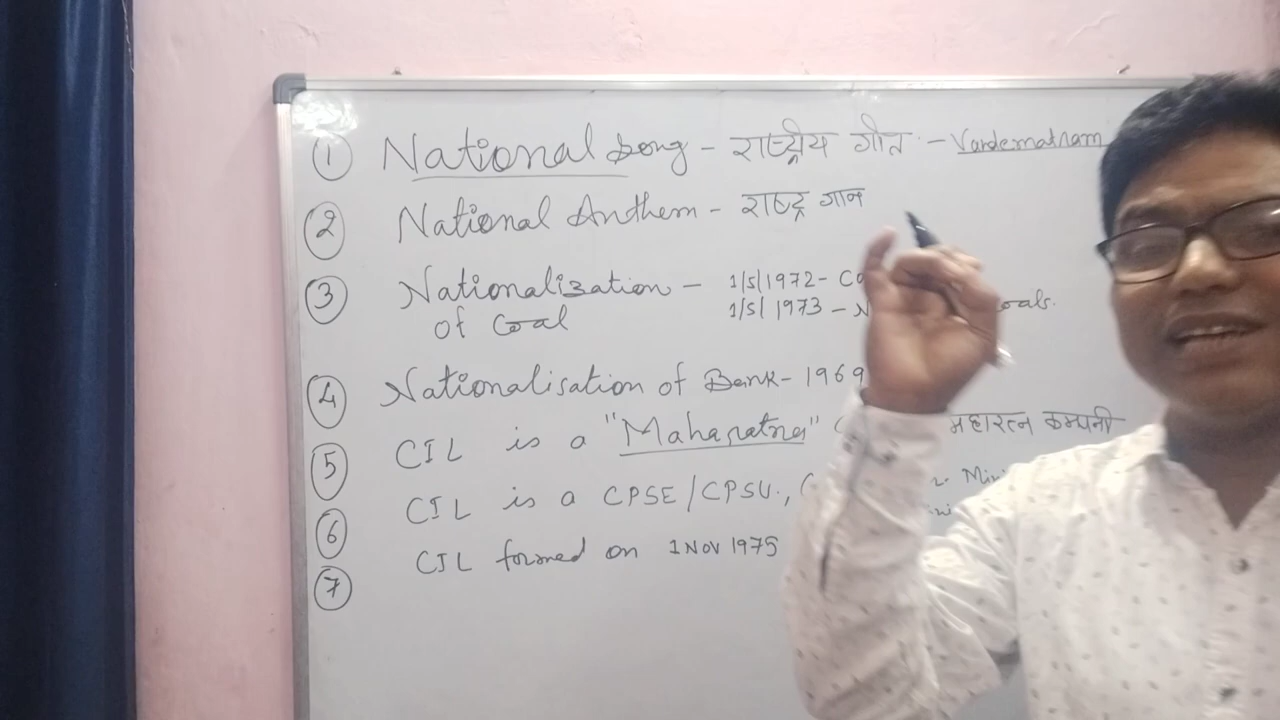 ① National Song - राष्ट्रीय गीत - Vandematram
② National Anthem - राष्ट्र गान
③ Nationalization - 1/5/1972 - Co
of Coal 1/5/1973 - N oals.
④ Nationalisation of Bank - 1969
⑤ CIL is a "Maharatna" C महारत्न कम्पनी
⑥ CIL is a CPSE/CPSU., Mini
⑦ CIL formed on 1 NOV 1975